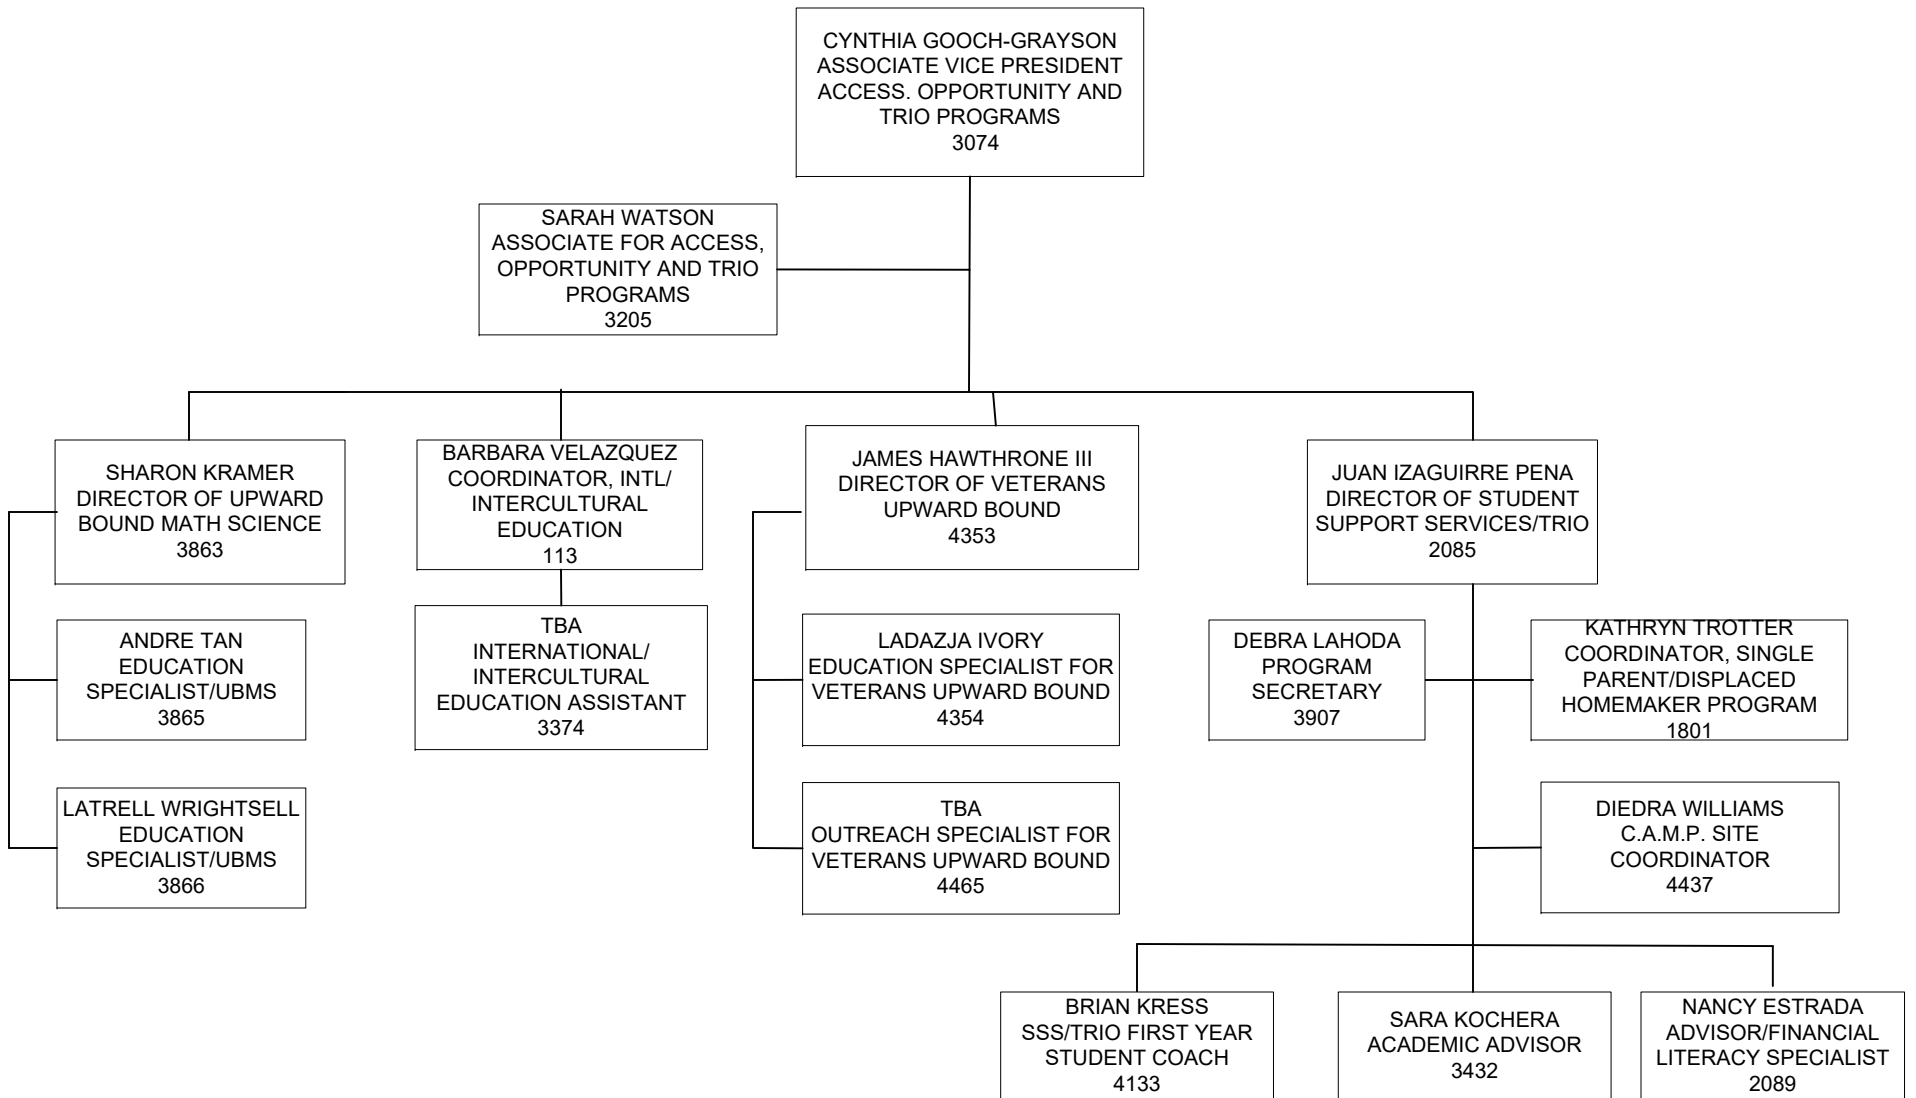 CYNTHIA GOOCH-GRAYSON
ASSOCIATE VICE PRESIDENT
ACCESS. OPPORTUNITY AND
TRIO PROGRAMS
3074
SARAH WATSON
ASSOCIATE FOR ACCESS,
OPPORTUNITY AND TRIO
PROGRAMS
3205
SHARON KRAMER
DIRECTOR OF UPWARD
BOUND MATH SCIENCE
3863
BARBARA VELAZQUEZ
COORDINATOR, INTL/
INTERCULTURAL
EDUCATION
113
JAMES HAWTHRONE III
DIRECTOR OF VETERANS
UPWARD BOUND
4353
JUAN IZAGUIRRE PENA
DIRECTOR OF STUDENT
SUPPORT SERVICES/TRIO
2085
ANDRE TAN
EDUCATION
SPECIALIST/UBMS
3865
TBA
INTERNATIONAL/
INTERCULTURAL
EDUCATION ASSISTANT
3374
LADAZJA IVORY
EDUCATION SPECIALIST FOR
VETERANS UPWARD BOUND
4354
DEBRA LAHODA
PROGRAM
SECRETARY
3907
KATHRYN TROTTER
COORDINATOR, SINGLE
PARENT/DISPLACED
HOMEMAKER PROGRAM
1801
LATRELL WRIGHTSELL
EDUCATION
SPECIALIST/UBMS
3866
TBA
OUTREACH SPECIALIST FOR
VETERANS UPWARD BOUND
4465
DIEDRA WILLIAMS
C.A.M.P. SITE
COORDINATOR
4437
BRIAN KRESS
SSS/TRIO FIRST YEAR
STUDENT COACH
4133
SARA KOCHERA
ACADEMIC ADVISOR
3432
NANCY ESTRADA
ADVISOR/FINANCIAL
LITERACY SPECIALIST
2089